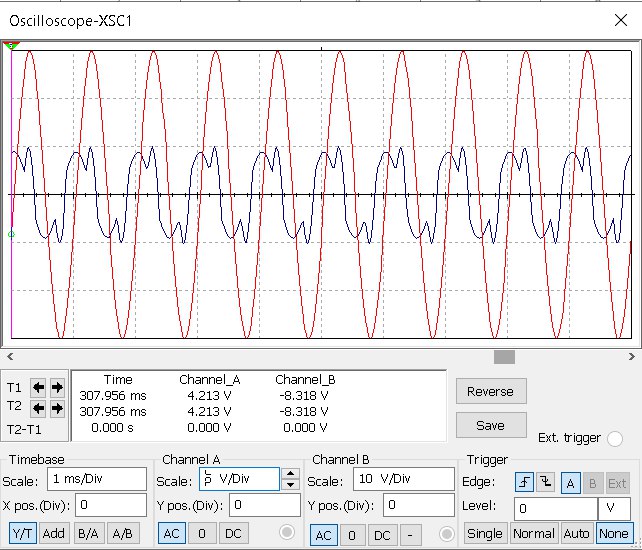 Oscilloscope-XSC1
Time Channel_A Channel_B
T1 307.956 ms 4.213 V -8.318 V
T2 307.956 ms 4.213 V -8.318 V
T2-T1 0.000 s 0.000 V 0.000 V
Reverse
Save
Ext. trigger
Timebase Channel A Channel B Trigger
Scale: 1 ms/Div Scale: V/Div Scale: 10 V/Div Edge: A B Ext
X pos.(Div): 0 Y pos.(Div): 0 Y pos.(Div): 0 Level: 0 V
Y/T Add B/A A/B AC 0 DC AC 0 DC - Single Normal Auto None